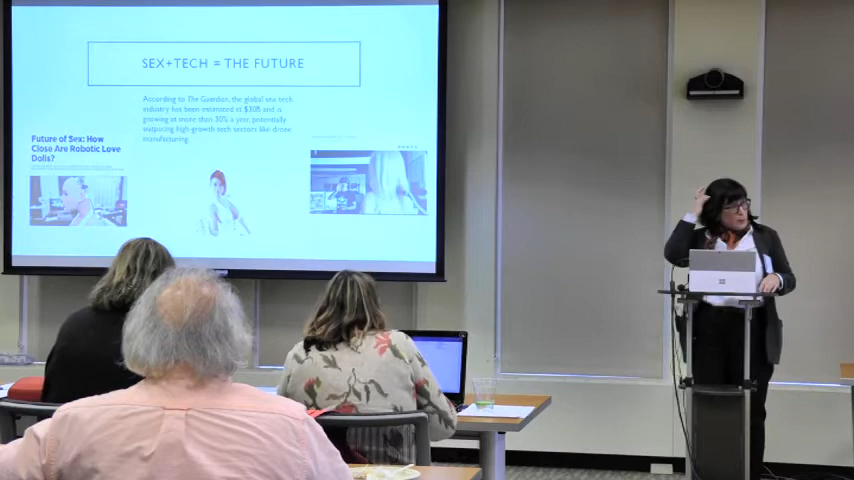 SEX+TECH = THE FUTURE
According to The Guardian, the global sex tech
industry has been estimated at $30B and is
growing at more than 30% a year, potentially
outpacing high-growth tech sectors like drone
manufacturing.
Future of Sex: How
Close Are Robotic Love
Dolls?